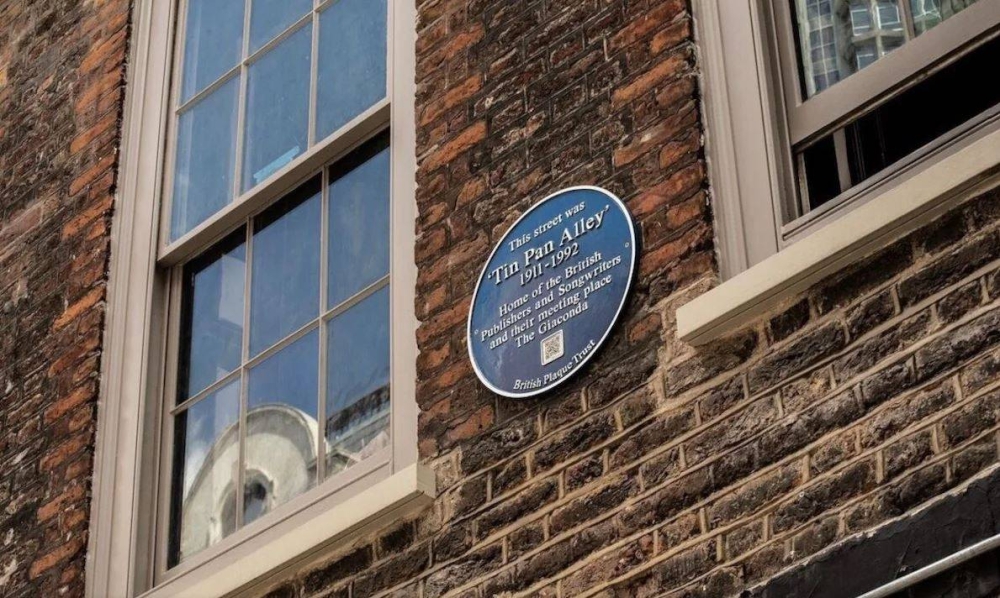 This street was
'Tin Pan Alley'
1911-1992
Home of the British
Publishers and Songwriters
and their meeting place
The Giaconda
British Plaque Trust